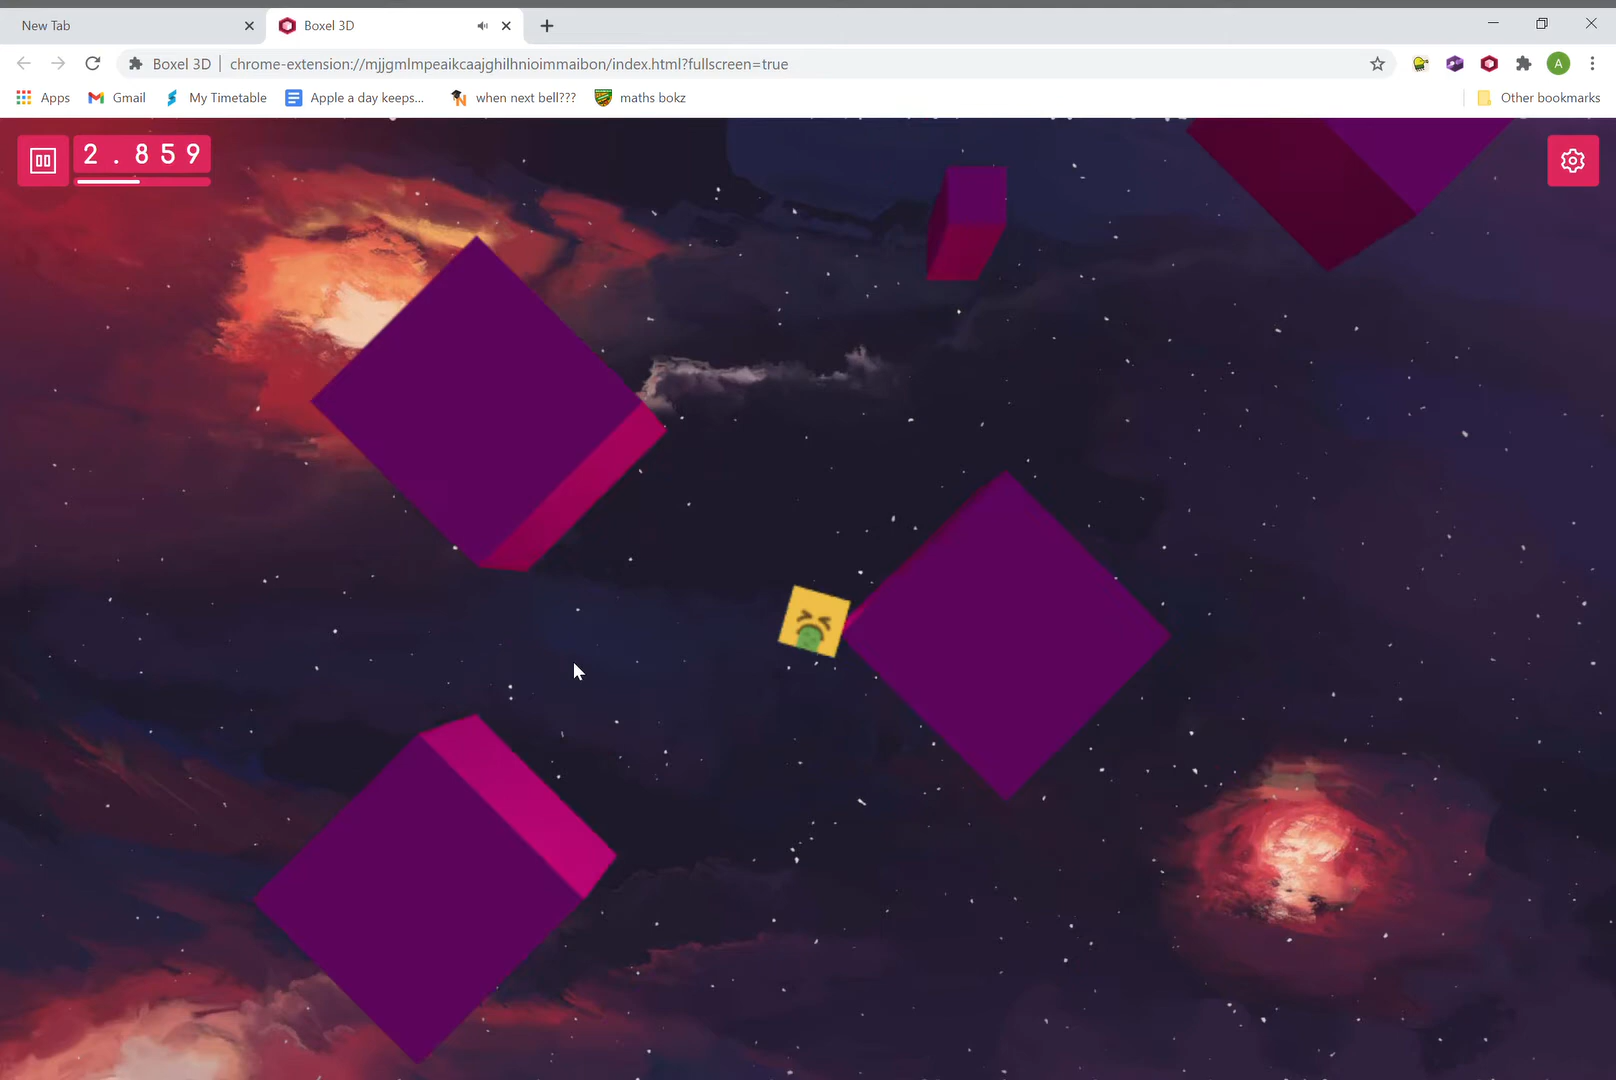 New Tab
Boxel 3D
Boxel 3D | chrome-extension://mjjgmlmpeaikcaajghilhnioimmaibon/index.html?fullscreen=true
A
Apps
Gmail
My Timetable
Apple a day keeps...
when next bell???
maths bokz
Other bookmarks
2.859